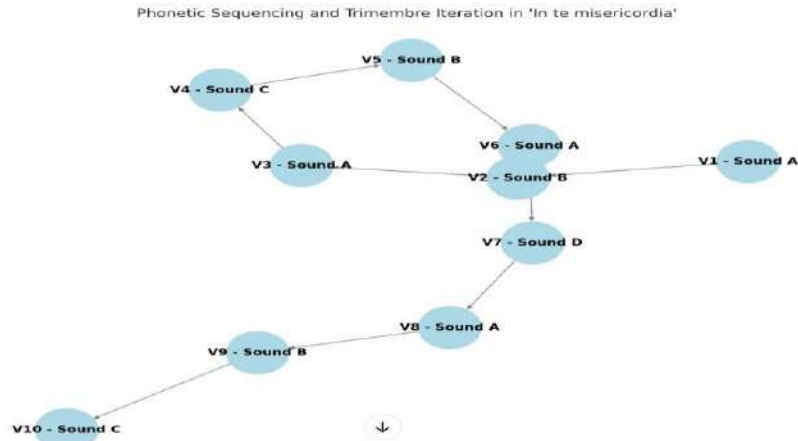 Phonetic Sequencing and Trimembre Iteration in 'In te misericordia'
V5 - Sound B
V4 - Sound C
V6 - Sound A
V3 - Sound A
V1 - Sound A
V2 - Sound B
V7 - Sound D
V8 - Sound A
V9 - Sound B
V10 - Sound C